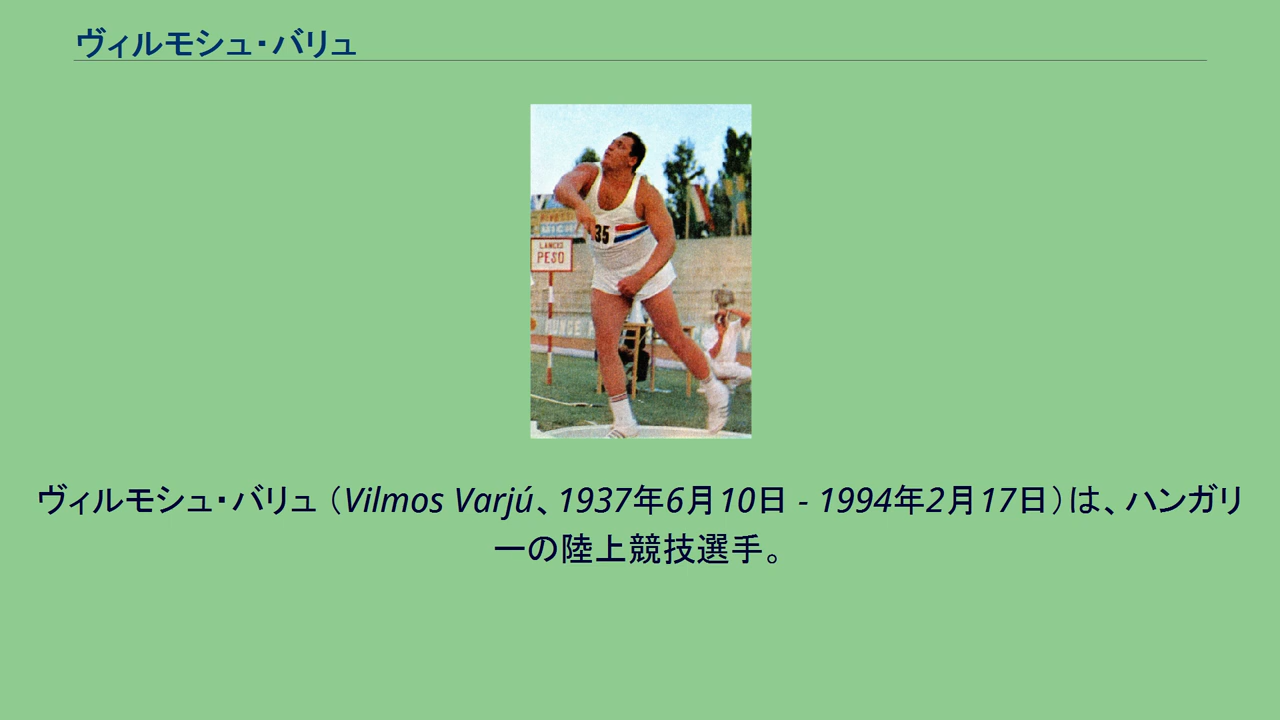 ヴィルモシュ・バリュ
35
LANCIO
PESO
ヴィルモシュ・バリュ（Vilmos Varjú、1937年6月10日 - 1994年2月17日）は、ハンガリ
ーの陸上競技選手。